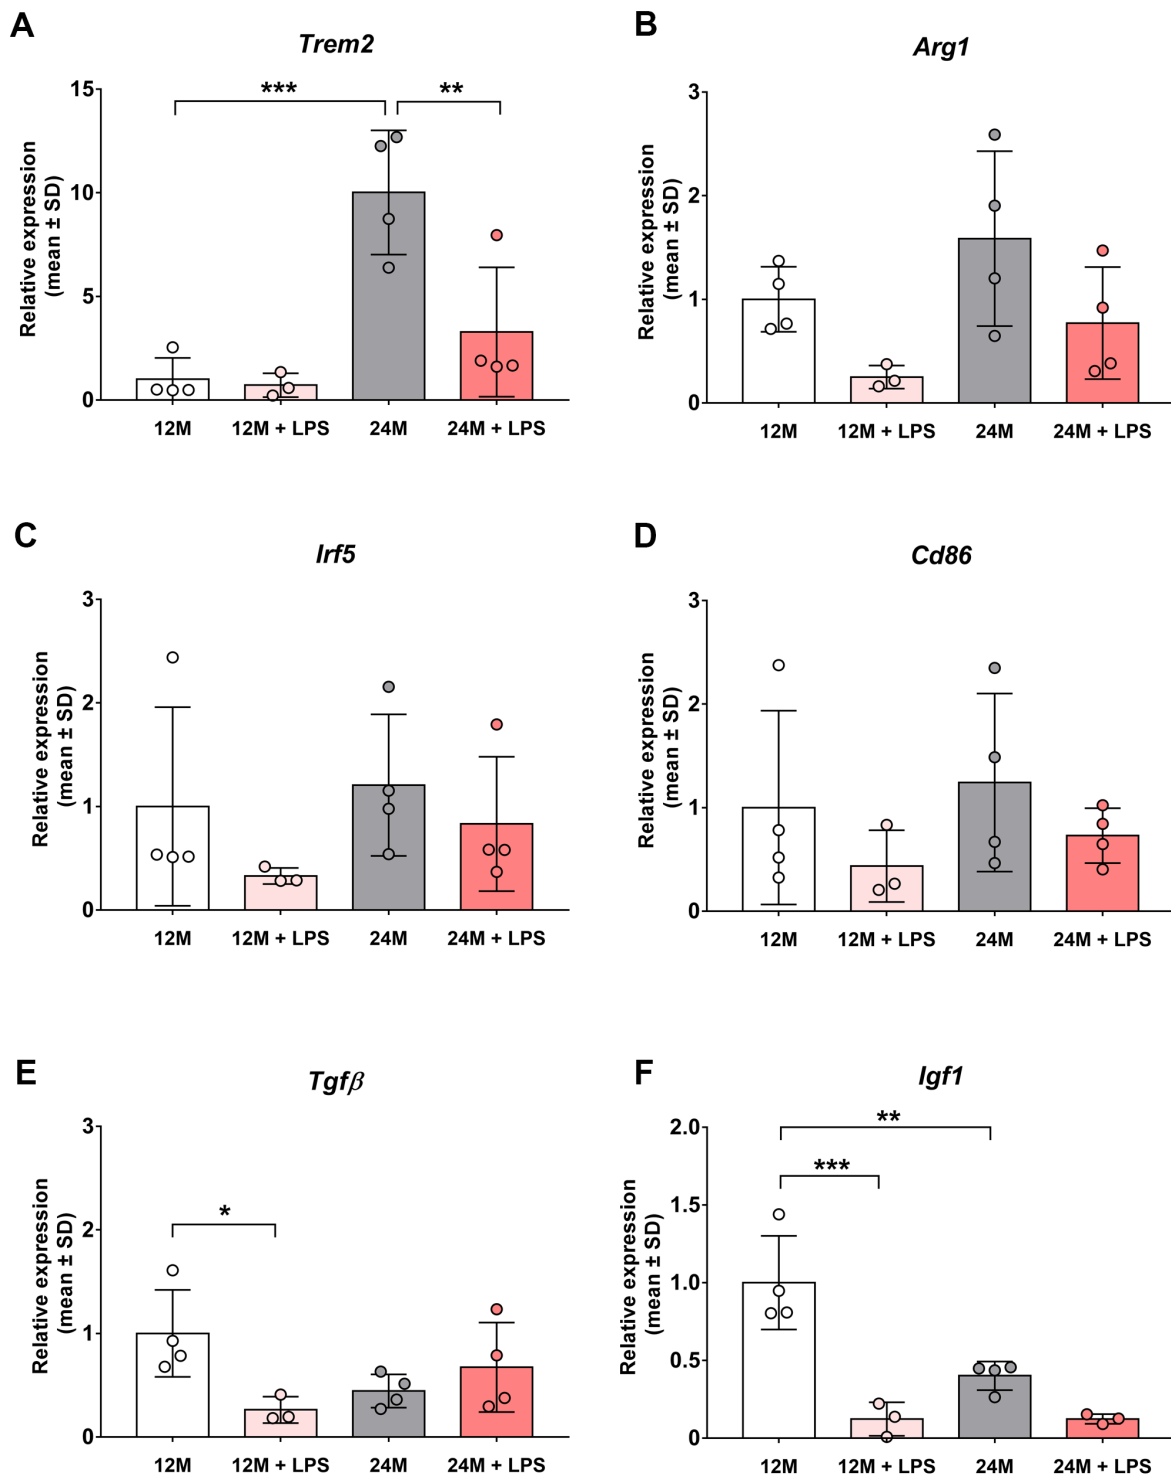 A
Trem2
Relative expression
(mean ± SD)
15
10
5
0
***
**
12M
12M + LPS
24M
24M + LPS
B
Arg1
Relative expression
(mean ± SD)
3
2
1
0
12M
12M + LPS
24M
24M + LPS
C
Irf5
Relative expression
(mean ± SD)
3
2
1
0
12M
12M + LPS
24M
24M + LPS
D
Cd86
Relative expression
(mean ± SD)
3
2
1
0
12M
12M + LPS
24M
24M + LPS
E
Tgfβ
Relative expression
(mean ± SD)
3
2
1
0
*
12M
12M + LPS
24M
24M + LPS
F
Igf1
Relative expression
(mean ± SD)
2.0
1.5
1.0
0.5
0
**
***
12M
12M + LPS
24M
24M + LPS